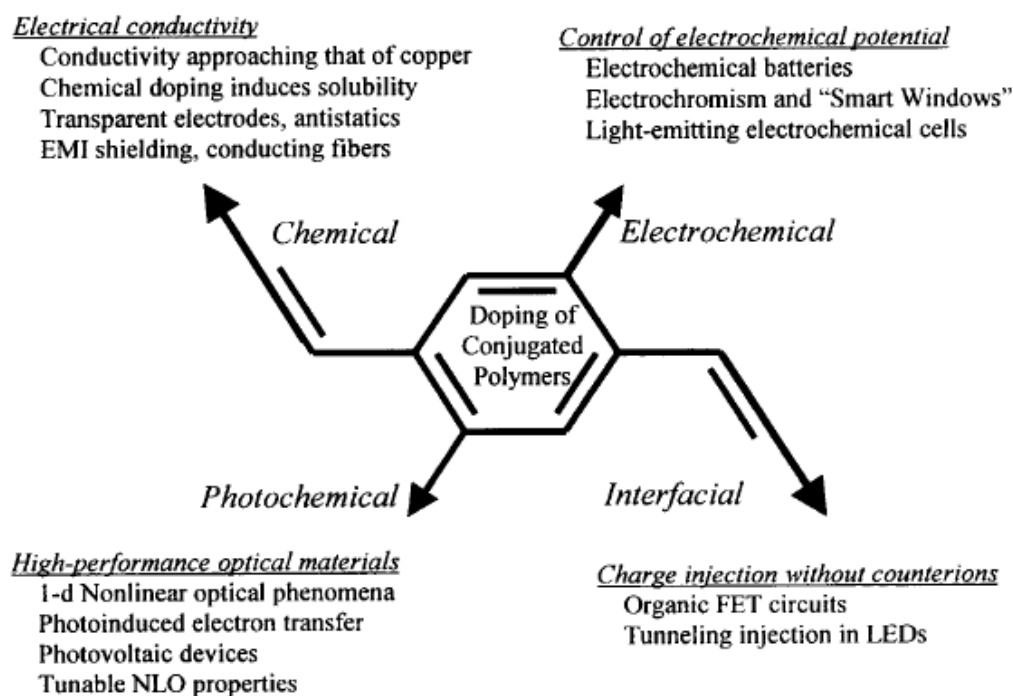 Electrical conductivity
Conductivity approaching that of copper
Chemical doping induces solubility
Transparent electrodes, antistatics
EMI shielding, conducting fibers
Control of electrochemical potential
Electrochemical batteries
Electrochromism and “Smart Windows”
Light-emitting electrochemical cells
Chemical
Electrochemical
Doping of
Conjugated
Polymers
Photochemical
Interfacial
High-performance optical materials
1-d Nonlinear optical phenomena
Photoinduced electron transfer
Photovoltaic devices
Tunable NLO properties
Charge injection without counterions
Organic FET circuits
Tunneling injection in LEDs